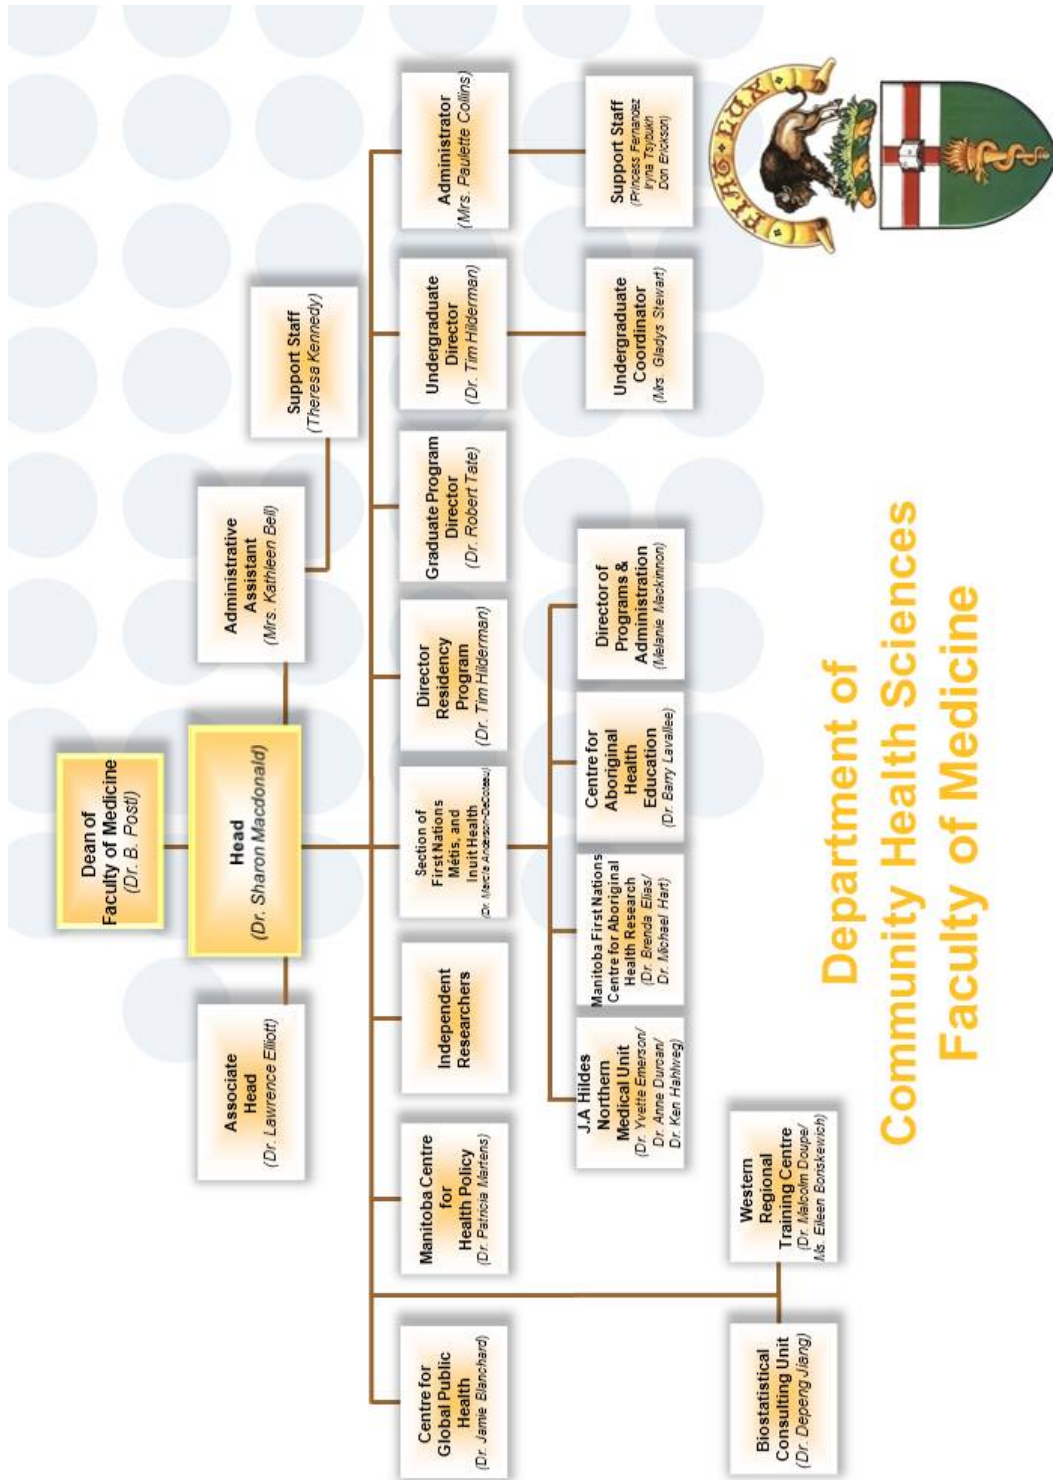 Dean of
Faculty of Medicine
(Dr. B. Postl)
Associate
Head
(Dr. Lawrence Elliott)
Head
(Dr. Sharon Macdonald)
Administrative
Assistant
(Mrs. Kathleen Bell)
Support Staff
(Theresa Kennedy)
Centre for
Global Public
Health
(Dr. Jamie Blanchard)
Manitoba Centre
for
Health Policy
(Dr. Patricia Martens)
Independent
Researchers
Section of
First Nations
Métis, and
Inuit Health
(Dr. Marcia Anderson-DeCoteau)
Director
Residency
Program
(Dr. Tim Hilderman)
Graduate Program
Director
(Dr. Robert Tate)
Undergraduate
Director
(Dr. Tim Hilderman)
Administrator
(Mrs. Paulette Collins)
J.A Hildes
Northern
Medical Unit
(Dr. Yvette Emerson/
Dr. Anne Durcan/
Dr. Ken Hahlweg)
Manitoba First Nations
Centre for Aboriginal
Health Research
(Dr. Brenda Elias/
Dr. Michael Hart)
Centre for
Aboriginal
Health
Education
(Dr. Barry Lavallee)
Director of
Programs &
Administration
(Melanie Mackinnon)
Undergraduate
Coordinator
(Mrs. Gladys Stewart)
Support Staff
(Princess Fernandez
Iryna Tsybukh
Don Erickson)
Biostatistical
Consulting Unit
(Dr. Depeng Jiang)
Western
Regional
Training Centre
(Dr. Malcolm Doupe/
Ms. Eileen Boriskewich)
FIAT LUX
Department of
Community Health Sciences
Faculty of Medicine